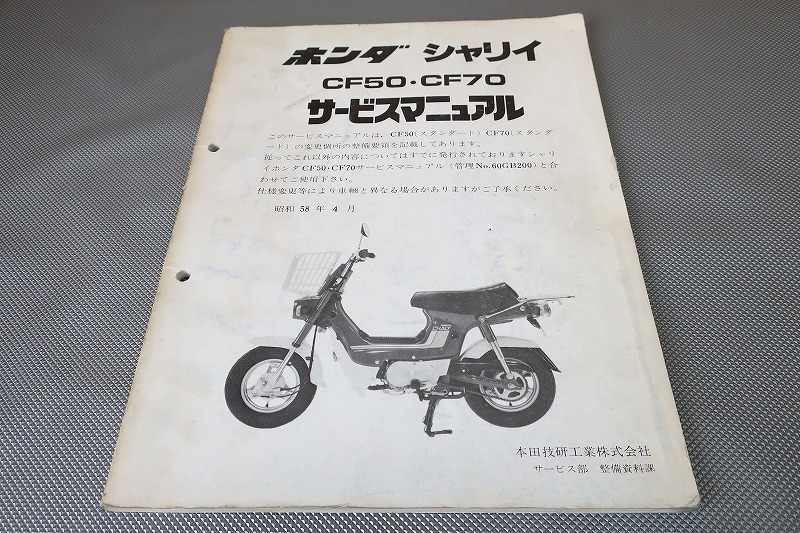 ホンダ シャリイ
CF50・CF70
サービスマニュアル
このサービスマニュアルは，CF50(スタンダード) CF70(スタンダ
ード)の変更個所の整備要領を記載してあります。
従ってこれ以外の内容についてはすでに発行されておりますシャリ
イホンダCF50・CF70サービスマニュアル（管理No.60GB200）と合
わせてご使用下さい。
仕様変更等により車輌と異なる場合がありますがご了承ください。
昭和 58 年 4 月
本田技研工業株式会社
サービス部 整備資料課